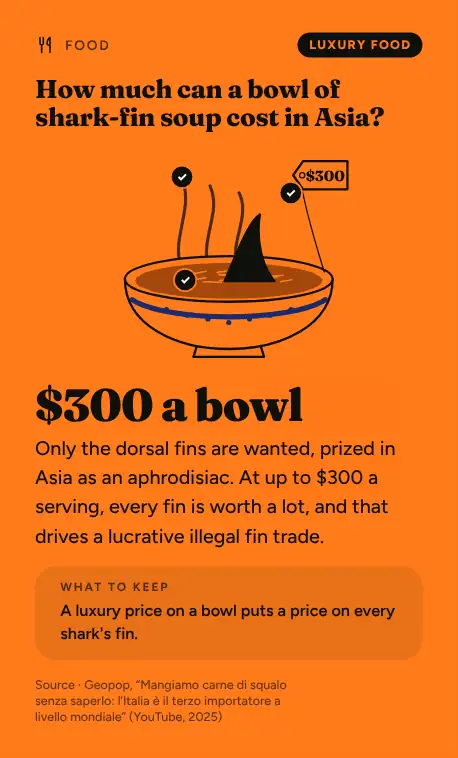 FOOD
LUXURY FOOD
How much can a bowl of
shark-fin soup cost in Asia?
$300
$300 a bowl
Only the dorsal fins are wanted, prized in
Asia as an aphrodisiac. At up to $300 a
serving, every fin is worth a lot, and that
drives a lucrative illegal fin trade.
WHAT TO KEEP
A luxury price on a bowl puts a price on every
shark's fin.
Source · Geopop, “Mangiamo carne di squalo
senza saperlo: l’Italia è il terzo importatore a
livello mondiale” (YouTube, 2025)